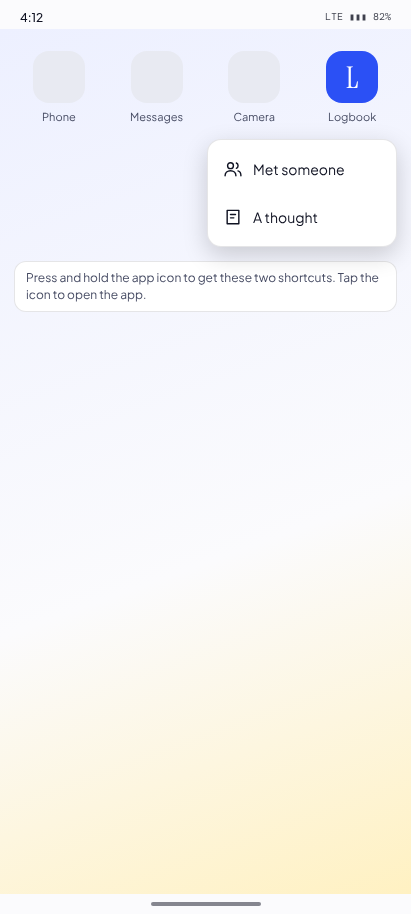 4:12
LTE 82%
L
Phone
Messages
Camera
Logbook
Met someone
A thought
Press and hold the app icon to get these two shortcuts. Tap the
icon to open the app.